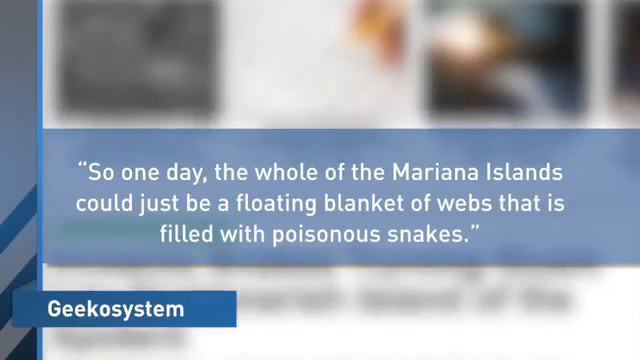 “So one day, the whole of the Mariana Islands
could just be a floating blanket of webs that is
filled with poisonous snakes.”
Geekosystem